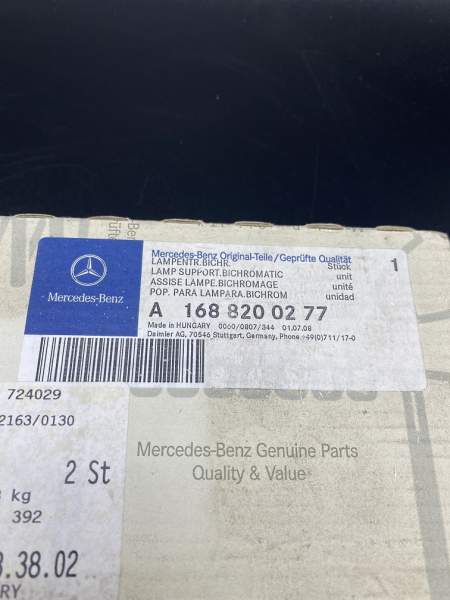 Mercedes-Benz
Mercedes-Benz Original-Teile/Geprüfte Qualität
LAMPENTR.BICHR. Stück
LAMP SUPPORT.BICHROMATIC unit
ASSISE LAMPE.BICHROMAGE unité
POP. PARA LAMPARA.BICHROM unidad
1
A 168 820 02 77
Made in HUNGARY 0060/0807/344 01.07.08
Daimler AG, 70546 Stuttgart, Germany, Phone +49(0)711/17-0
724029
2163/0130
2 St
kg
392
.38.02
RY
Mercedes-Benz Genuine Parts
Quality & Value